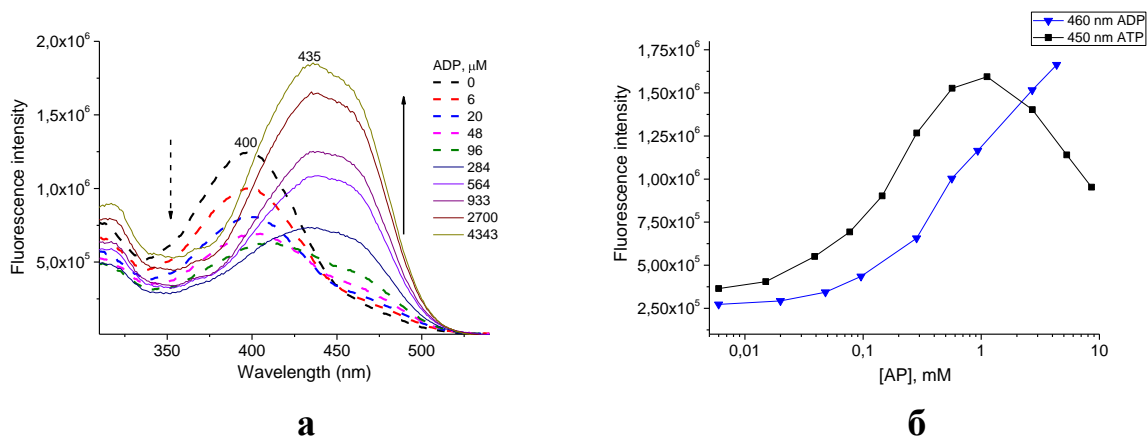 2,0x10⁶
1,5x10⁶
1,0x10⁶
5,0x10⁵
Fluorescence intensity
350
400
450
500
Wavelength (nm)
435
400
ADP, μM
0
6
20
48
96
284
564
933
2700
4343
а
460 nm ADP
450 nm ATP
1,75x10⁶
1,50x10⁶
1,25x10⁶
1,00x10⁶
7,50x10⁵
5,00x10⁵
2,50x10⁵
Fluorescence intensity
0,01
0,1
1
10
[AP], mM
б